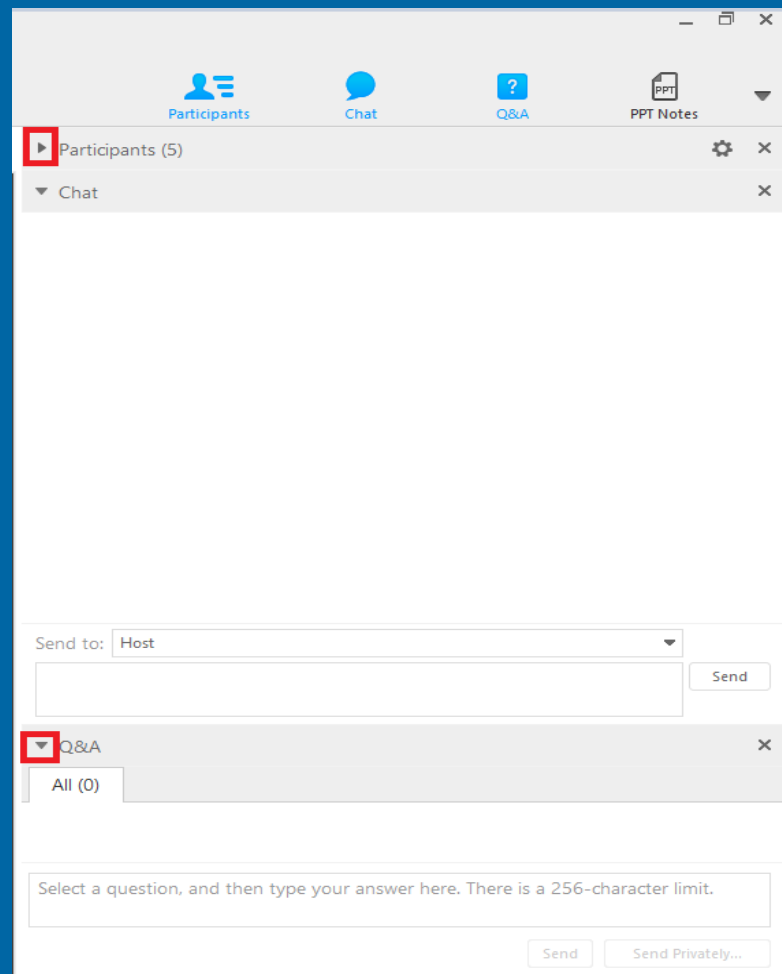 Participants Chat Q&A PPT Notes
Participants (5)
Chat
Send to: Host
Send
Q&A
All (0)
Select a question, and then type your answer here. There is a 256-character limit.
Send Send Privately...